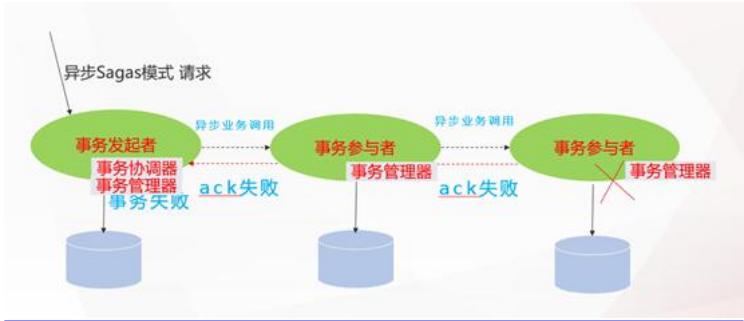 异步Sagas模式 请求
异步业务调用
异步业务调用
事务发起者
事务参与者
事务参与者
事务协调器
事务管理器
事务管理器
事务管理器
事务失败
ack失败
ack失败